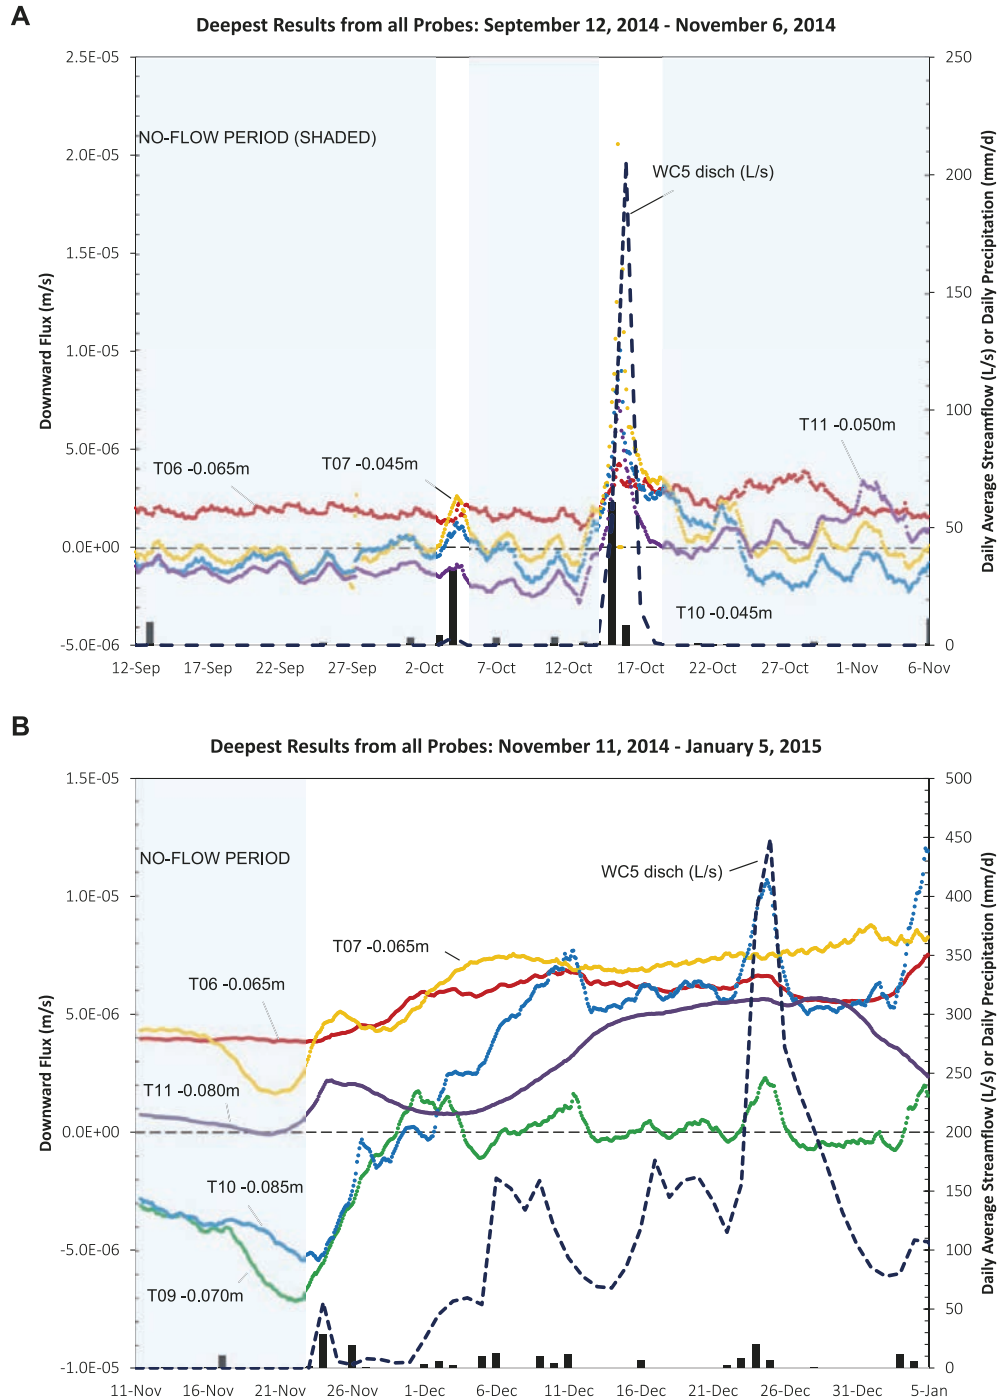 A
Deepest Results from all Probes: September 12, 2014 - November 6, 2014
2.5E-05
2.0E-05
1.5E-05
1.0E-05
5.0E-06
0.0E+00
-5.0E-06
Downward Flux (m/s)
250
200
150
100
50
0
Daily Average Streamflow (L/s) or Daily Precipitation (mm/d)
NO-FLOW PERIOD (SHADED)
WC5 disch (L/s)
T11 -0.050m
T06 -0.065m
T07 -0.045m
T10 -0.045m
12-Sep 17-Sep 22-Sep 27-Sep 2-Oct 7-Oct 12-Oct 17-Oct 22-Oct 27-Oct 1-Nov 6-Nov
B
Deepest Results from all Probes: November 11, 2014 - January 5, 2015
1.5E-05
1.0E-05
5.0E-06
0.0E+00
-5.0E-06
-1.0E-05
Downward Flux (m/s)
500
450
400
350
300
250
200
150
100
50
0
Daily Average Streamflow (L/s) or Daily Precipitation (mm/d)
NO-FLOW PERIOD
WC5 disch (L/s)
T07 -0.065m
T06 -0.065m
T11 -0.080m
T10 -0.085m
T09 -0.070m
11-Nov 16-Nov 21-Nov 26-Nov 1-Dec 6-Dec 11-Dec 16-Dec 21-Dec 26-Dec 31-Dec 5-Jan